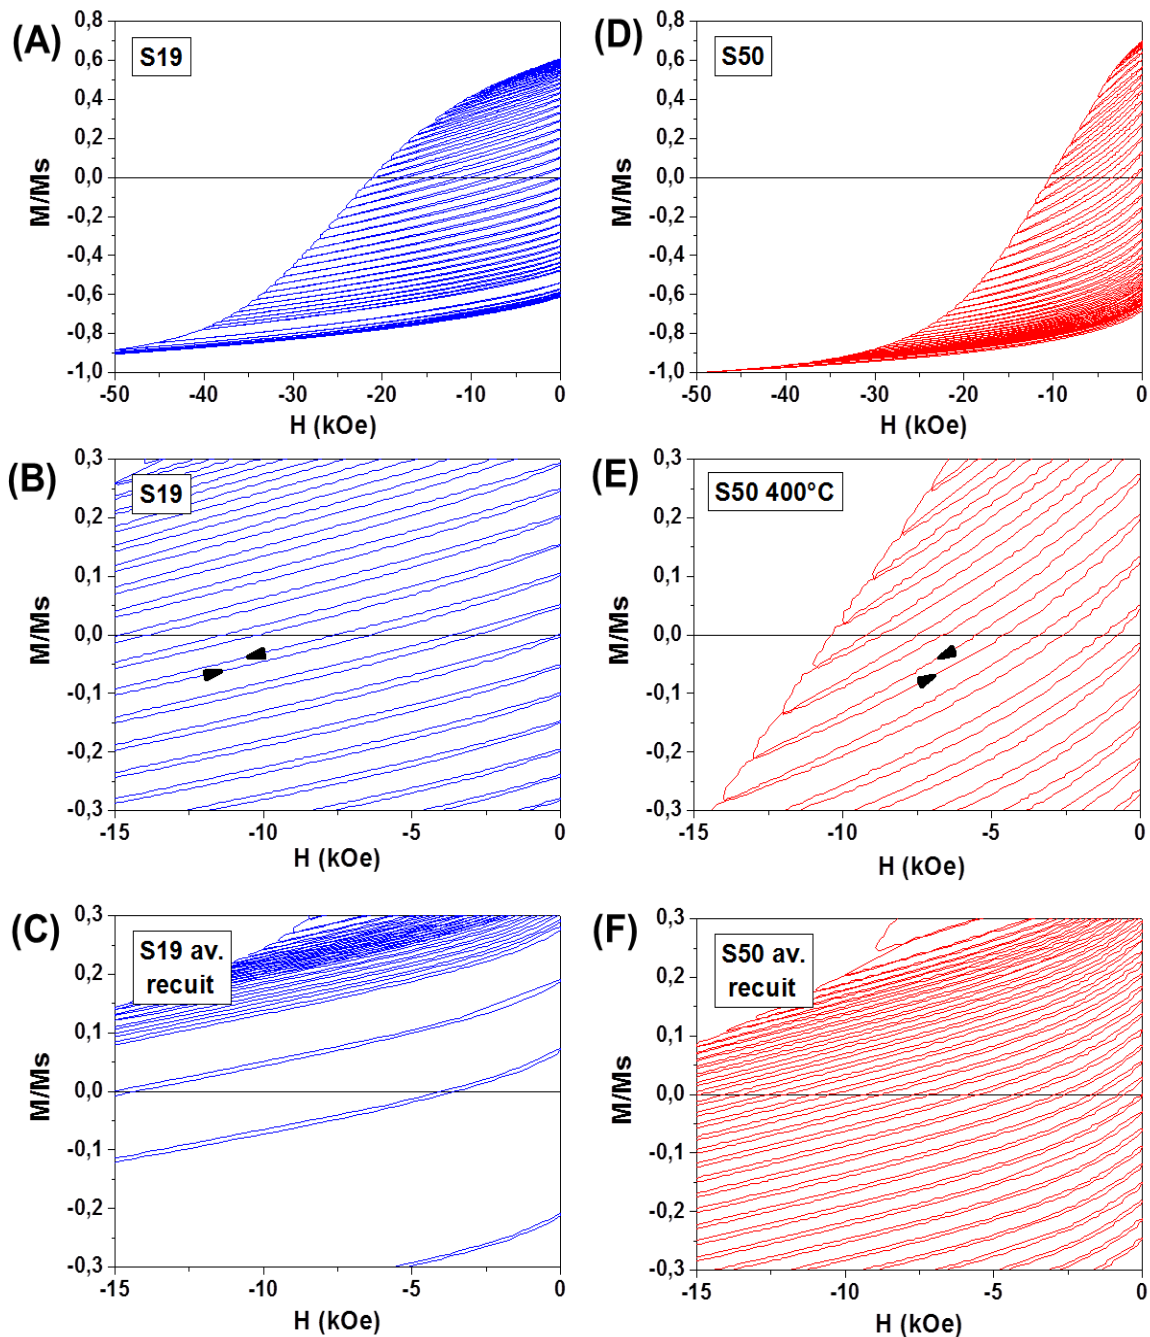 (A)
S19
M/Ms
0,8
0,6
0,4
0,2
0,0
-0,2
-0,4
-0,6
-0,8
-1,0
-50 -40 -30 -20 -10 0
H (kOe)
(D)
S50
M/Ms
0,8
0,6
0,4
0,2
0,0
-0,2
-0,4
-0,6
-0,8
-1,0
-50 -40 -30 -20 -10 0
H (kOe)
(B)
S19
M/Ms
0,3
0,2
0,1
0,0
-0,1
-0,2
-0,3
-15 -10 -5 0
H (kOe)
(E)
S50 400°C
M/Ms
0,3
0,2
0,1
0,0
-0,1
-0,2
-0,3
-15 -10 -5 0
H (kOe)
(C)
S19 av.
recuit
M/Ms
0,3
0,2
0,1
0,0
-0,1
-0,2
-0,3
-15 -10 -5 0
H (kOe)
(F)
S50 av.
recuit
M/Ms
0,3
0,2
0,1
0,0
-0,1
-0,2
-0,3
-15 -10 -5 0
H (kOe)